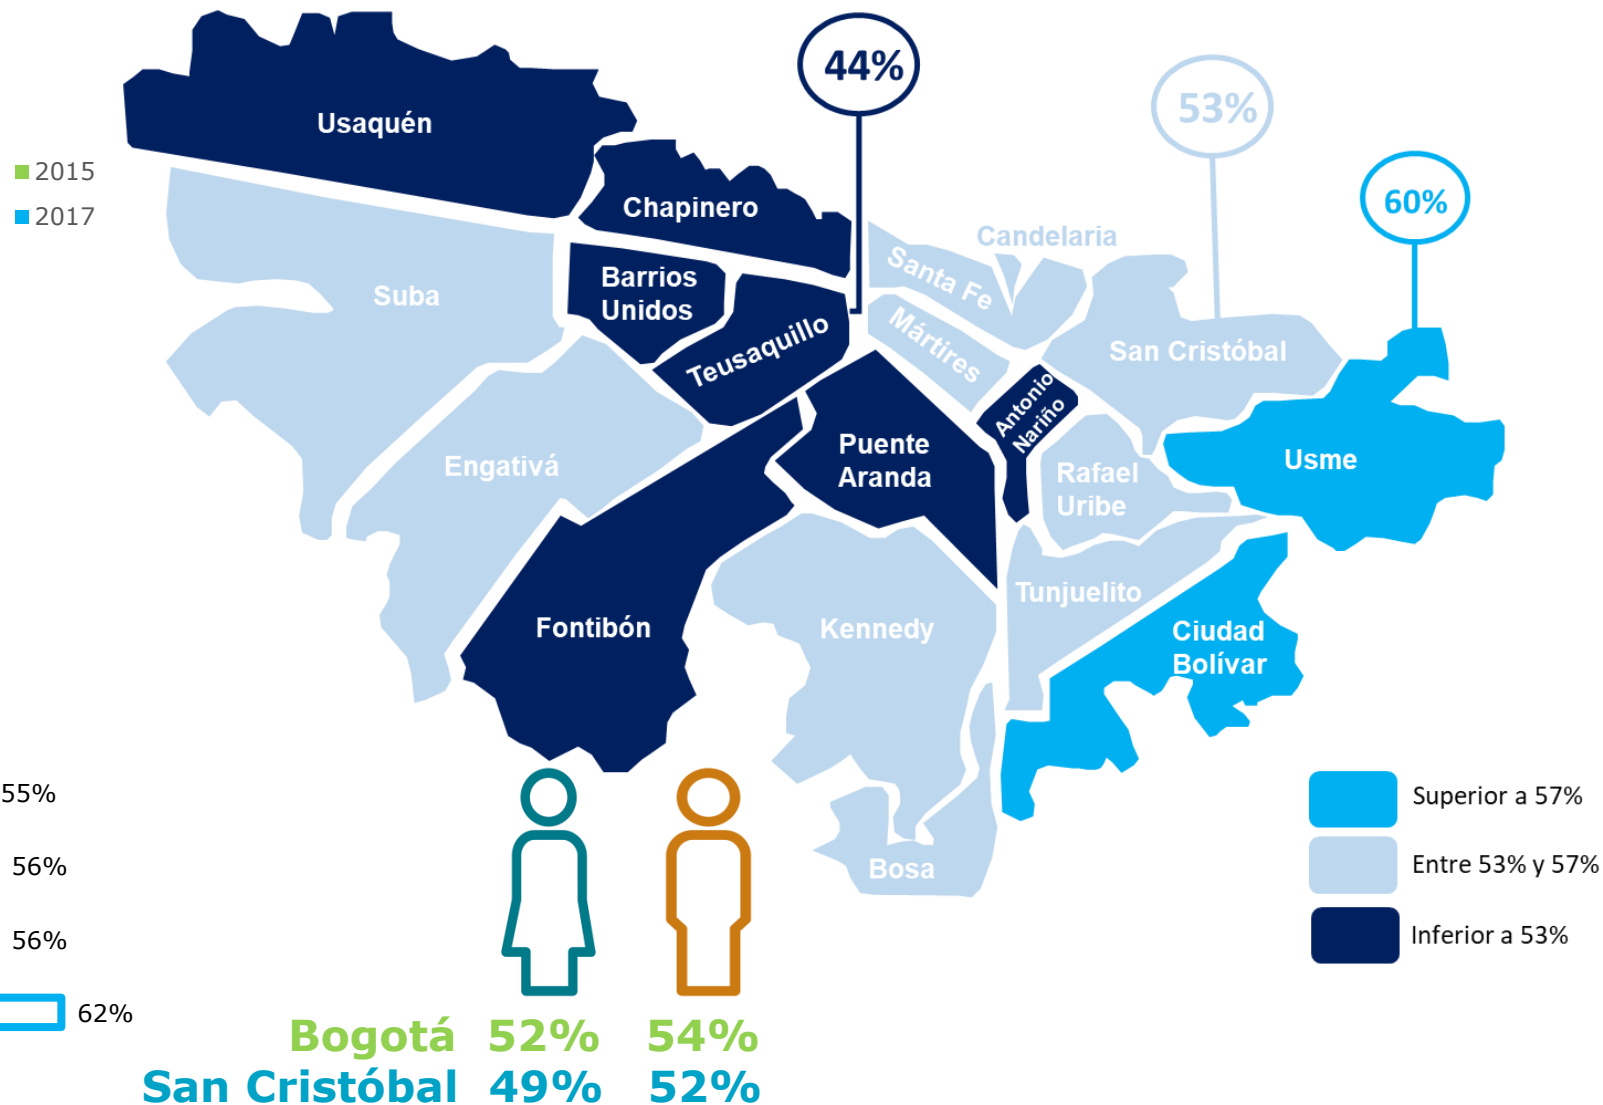 44%
53%
60%
Usaquén
2015
2017
Chapinero
Candelaria
Santa Fe
Barrios
Unidos
Suba
Mártires
Teusaquillo
San Cristóbal
Antonio
Nariño
Puente
Aranda
Usme
Engativá
Rafael
Uribe
Tunjuelito
Fontibón
Kennedy
Ciudad
Bolívar
Bosa
55%
56%
56%
62%
Superior a 57%
Entre 53% y 57%
Inferior a 53%
Bogotá 52% 54%
San Cristóbal 49% 52%